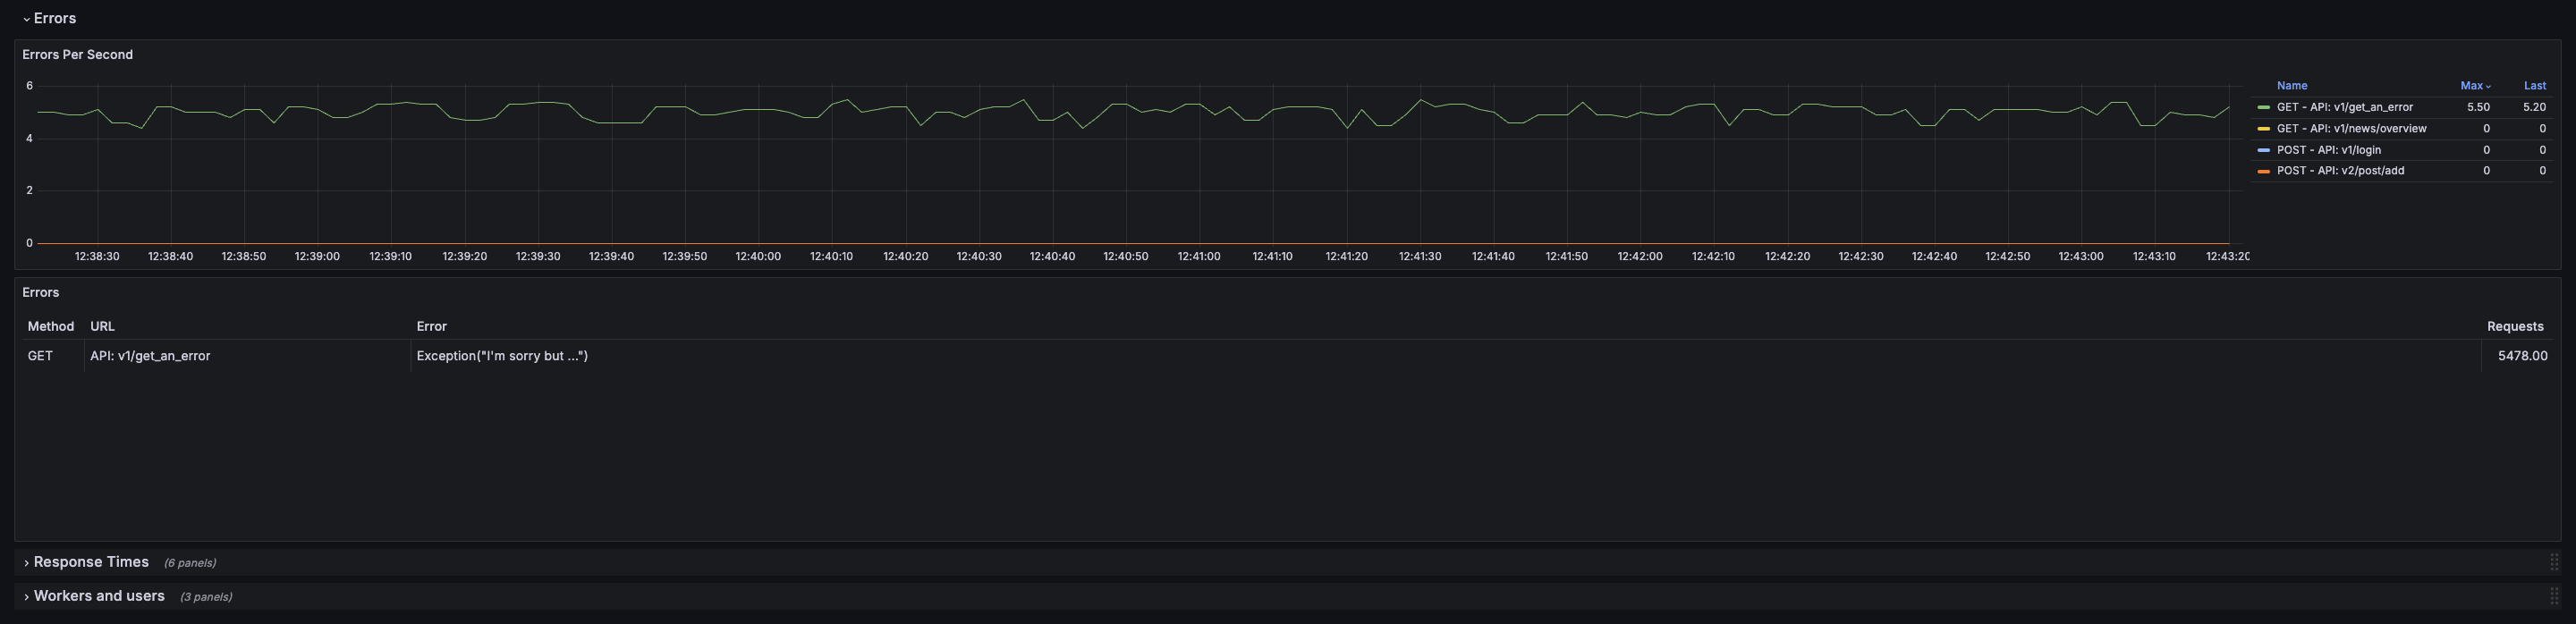 Errors
Errors Per Second
6
4
2
0
12:38:30 12:38:40 12:38:50 12:39:00 12:39:10 12:39:20 12:39:30 12:39:40 12:39:50 12:40:00 12:40:10 12:40:20 12:40:30 12:40:40 12:40:50 12:41:00 12:41:10 12:41:20 12:41:30 12:41:40 12:41:50 12:42:00 12:42:10 12:42:20 12:42:30 12:42:40 12:42:50 12:43:00 12:43:10 12:43:20
Name Max Last
GET - API: v1/get_an_error 5.50 5.20
GET - API: v1/news/overview 0 0
POST - API: v1/login 0 0
POST - API: v2/post/add 0 0
Errors
Method URL Error Requests
GET API: v1/get_an_error Exception("I'm sorry but ...") 5478.00
Response Times (6 panels)
Workers and users (3 panels)